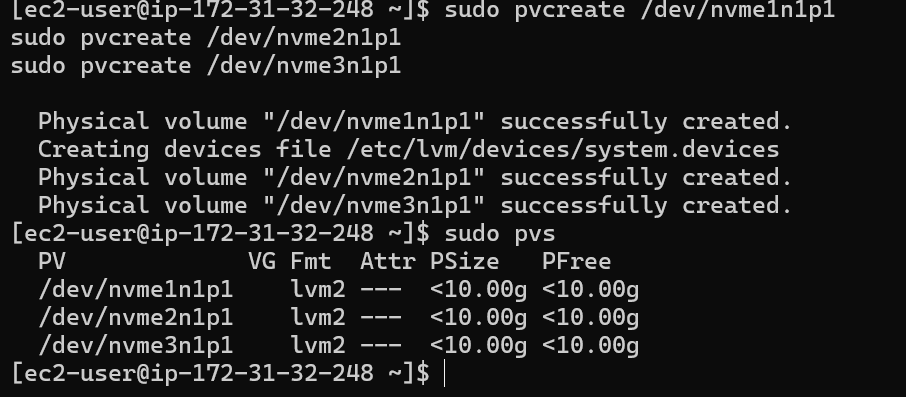 [ec2-user@ip-172-31-32-248 ~]$ sudo pvcreate /dev/nvme1n1p1
sudo pvcreate /dev/nvme2n1p1
sudo pvcreate /dev/nvme3n1p1
  Physical volume "/dev/nvme1n1p1" successfully created.
  Creating devices file /etc/lvm/devices/system.devices
  Physical volume "/dev/nvme2n1p1" successfully created.
  Physical volume "/dev/nvme3n1p1" successfully created.
[ec2-user@ip-172-31-32-248 ~]$ sudo pvs
  PV             VG Fmt  Attr PSize   PFree
  /dev/nvme1n1p1    lvm2 ---  <10.00g <10.00g
  /dev/nvme2n1p1    lvm2 ---  <10.00g <10.00g
  /dev/nvme3n1p1    lvm2 ---  <10.00g <10.00g
[ec2-user@ip-172-31-32-248 ~]$